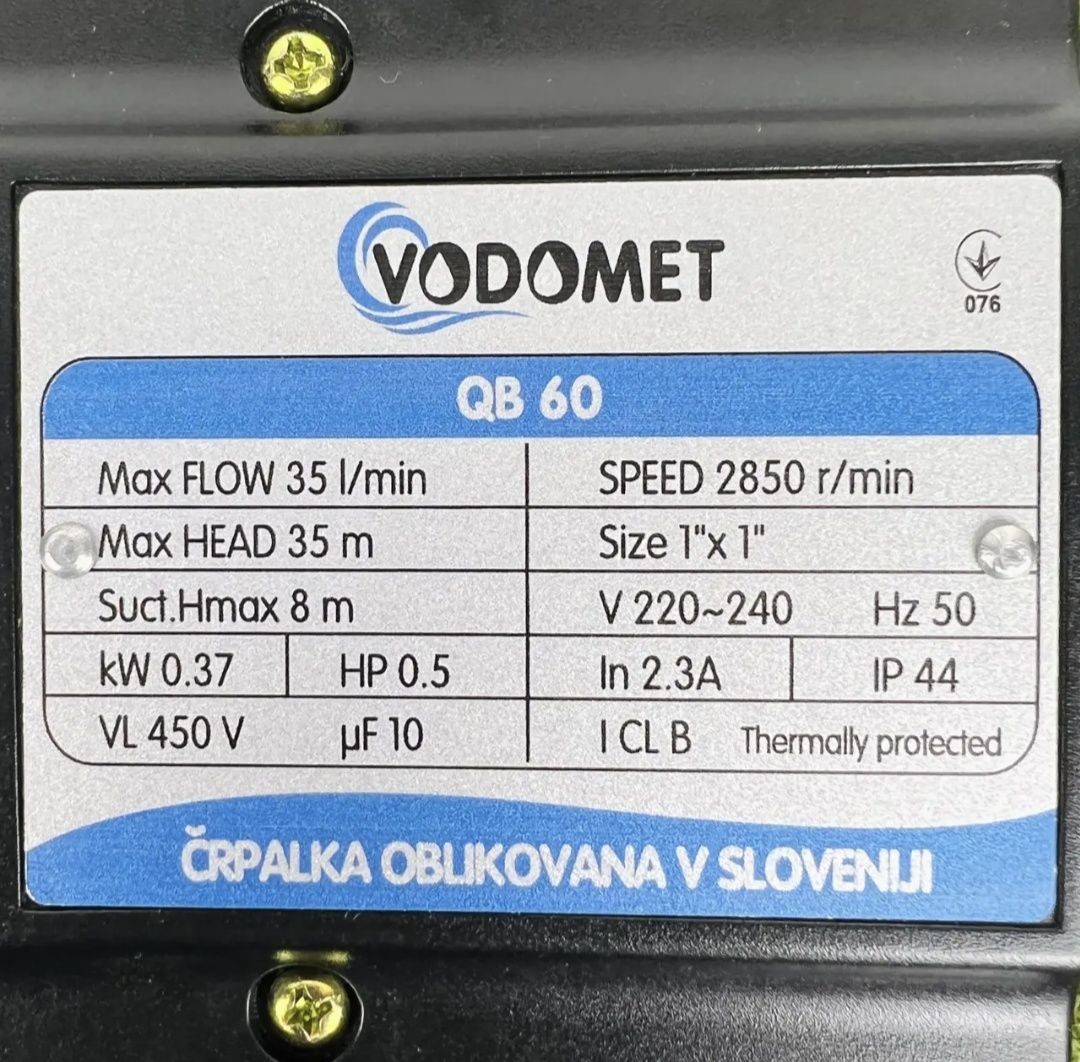 VODOMET
076
QB 60
Max FLOW 35 l/min SPEED 2850 r/min
Max HEAD 35 m Size 1"x 1"
Suct.Hmax 8 m V 220~240 Hz 50
kW 0.37 HP 0.5 In 2.3A IP 44
VL 450 V µF 10 I CL B Thermally protected
ČRPALKA OBLIKOVANA V SLOVENIJI